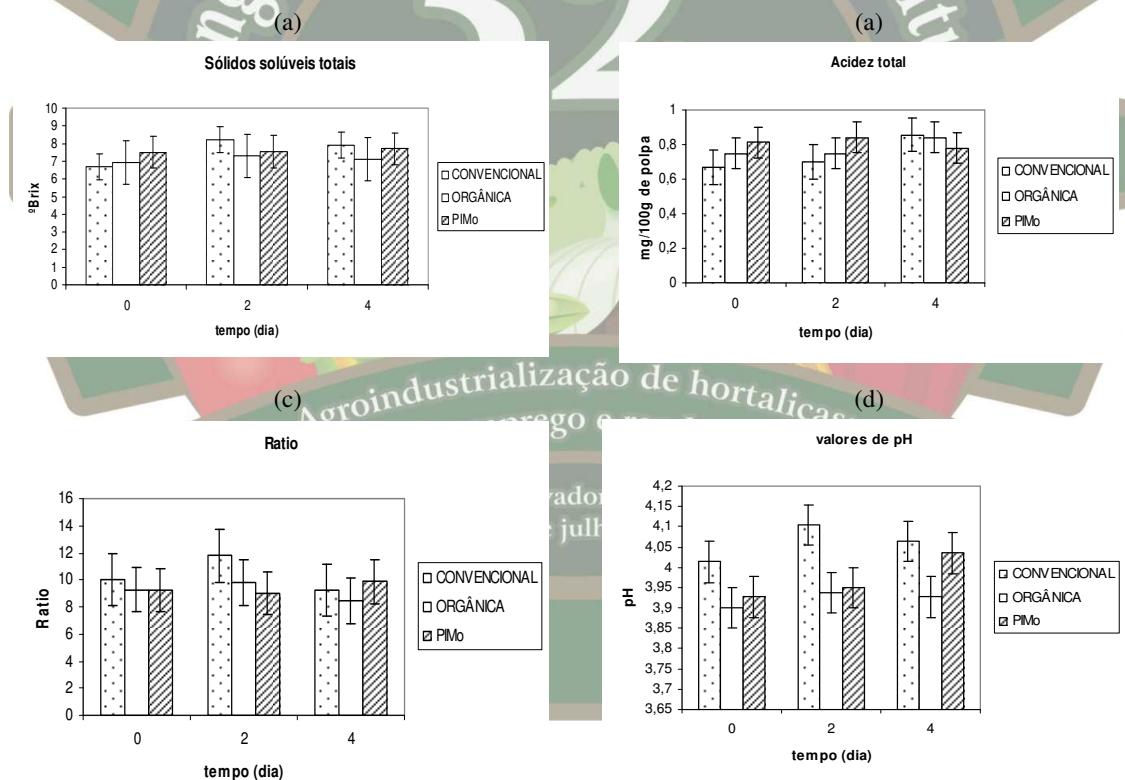 (a)
Sólidos solúveis totais
ºBrix
10
9
8
7
6
5
4
3
2
1
0
0 2 4
tempo (dia)
CONVENCIONAL
ORGÂNICA
PIMo
(a)
Acidez total
mg/100g de polpa
1
0,8
0,6
0,4
0,2
0
0 2 4
tempo (dia)
CONVENCIONAL
ORGÂNICA
PIMo
Agroindustrialização de hortaliças
(c)
Ratio
Ratio
16
14
12
10
8
6
4
2
0
0 2 4
tempo (dia)
CONVENCIONAL
ORGÂNICA
PIMo
(d)
valores de pH
pH
4,2
4,15
4,1
4,05
4
3,95
3,9
3,85
3,8
3,75
3,7
3,65
0 2 4
tempo (dia)
CONVENCIONAL
ORGÂNICA
PIMo